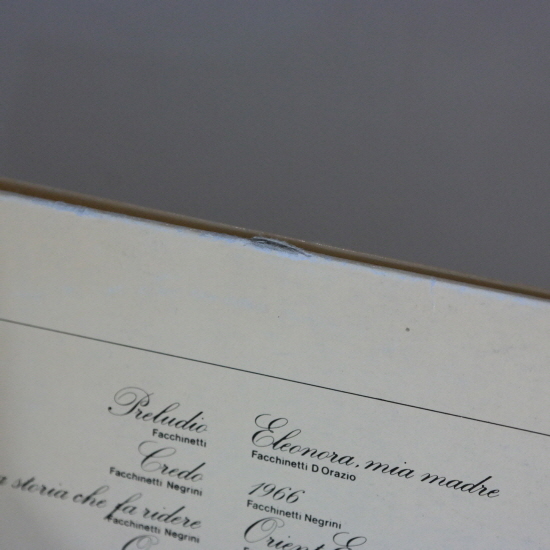 Preludio
Facchinetti
Credo
Facchinetti Negrini
a storia che fa ridere
Facchinetti Negrini
Eleonora, mia madre
Facchinetti D Orazio
1966
Facchinetti Negrini
Orient E